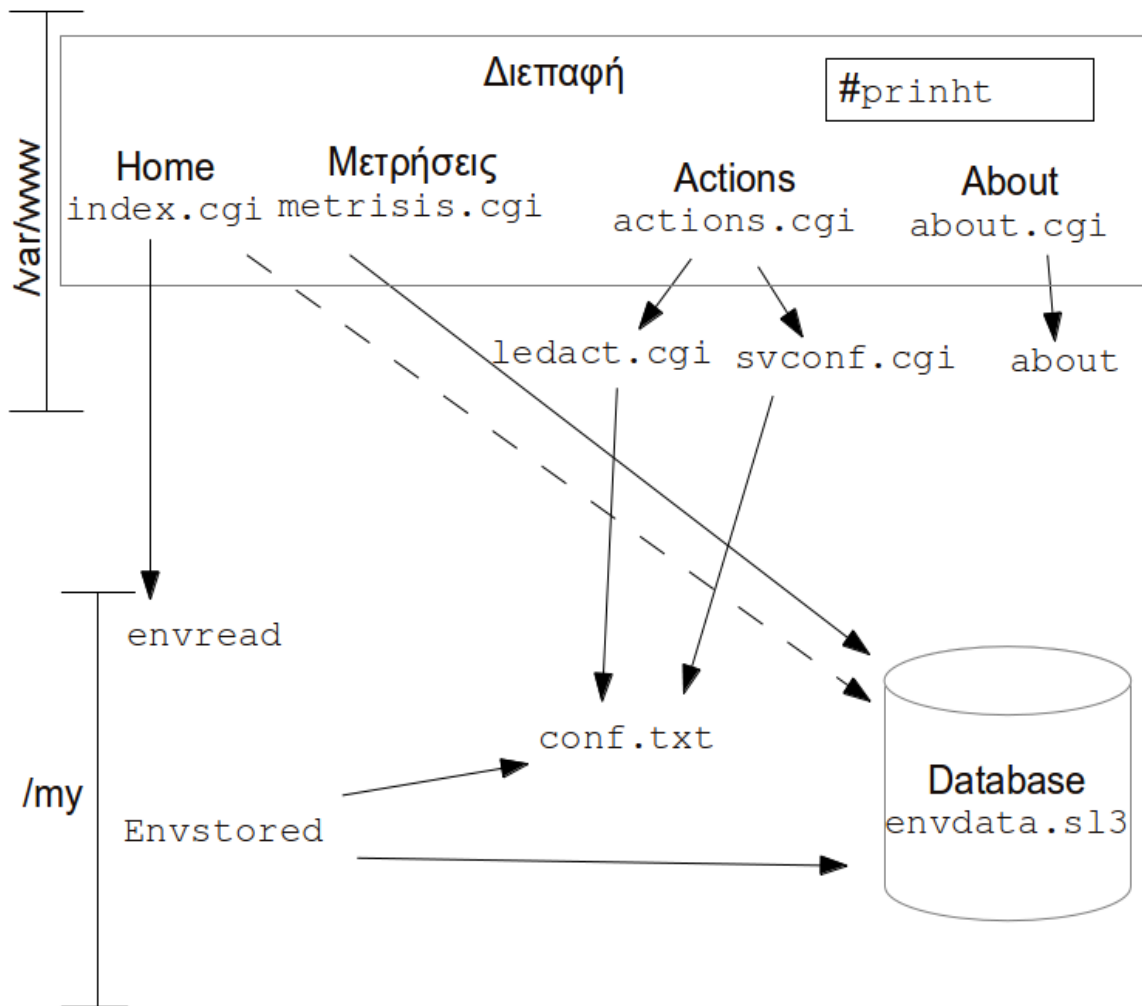 Διεπαφή
#prinht
/var/www
Home
index.cgi
Μετρήσεις
metrisis.cgi
Actions
actions.cgi
About
about.cgi
ledact.cgi
svconf.cgi
about
envread
conf.txt
/my
Envstored
Database
envdata.sl3